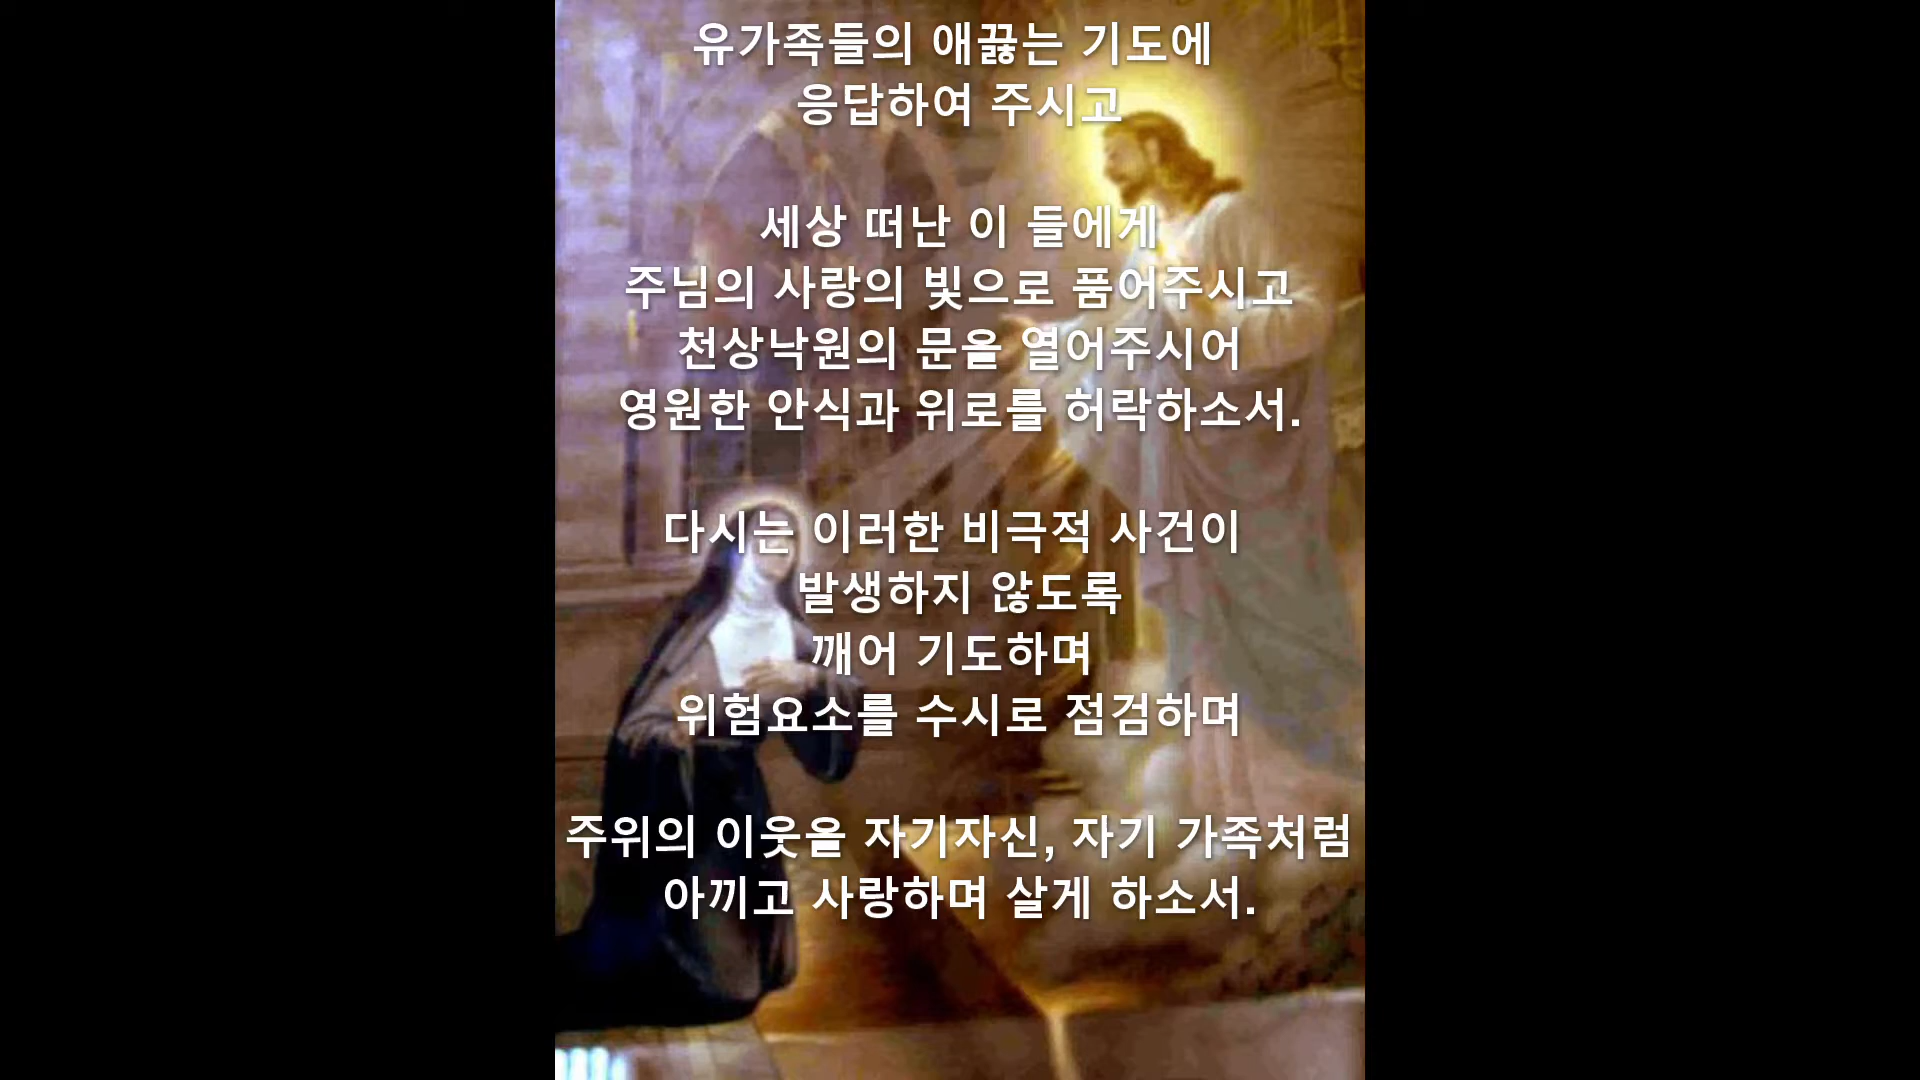 유가족들의 애끓는 기도에
응답하여 주시고
세상 떠난 이 들에게
주님의 사랑의 빛으로 품어주시고
천상낙원의 문을 열어주시어
영원한 안식과 위로를 허락하소서.
다시는 이러한 비극적 사건이
발생하지 않도록
깨어 기도하며
위험요소를 수시로 점검하며
주위의 이웃을 자기자신, 자기 가족처럼
아끼고 사랑하며 살게 하소서.